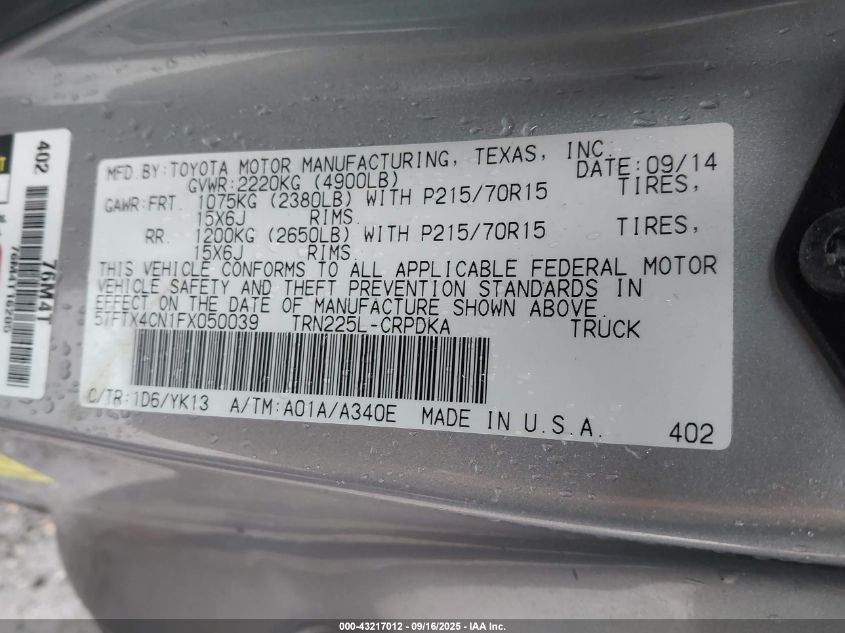 MFD.BY:TOYOTA MOTOR MANUFACTURING, TEXAS, INC.
GVWR:2220KG (4900LB) DATE:09/14
GAWR:FRT. 1075KG (2380LB) WITH P215/70R15 TIRES,
15X6J RIMS.
RR. 1200KG (2650LB) WITH P215/70R15 TIRES,
15X6J RIMS.
THIS VEHICLE CONFORMS TO ALL APPLICABLE FEDERAL MOTOR
VEHICLE SAFETY AND THEFT PREVENTION STANDARDS IN
EFFECT ON THE DATE OF MANUFACTURE SHOWN ABOVE.
5TFTX4CN1FX050039 TRN225L-CRPDKA TRUCK
C/TR:1D6/YK13 A/TM:A01A/A340E MADE IN U.S.A.
402
402
76M4T
000-43217012 - 09/16/2025 - IAA Inc.